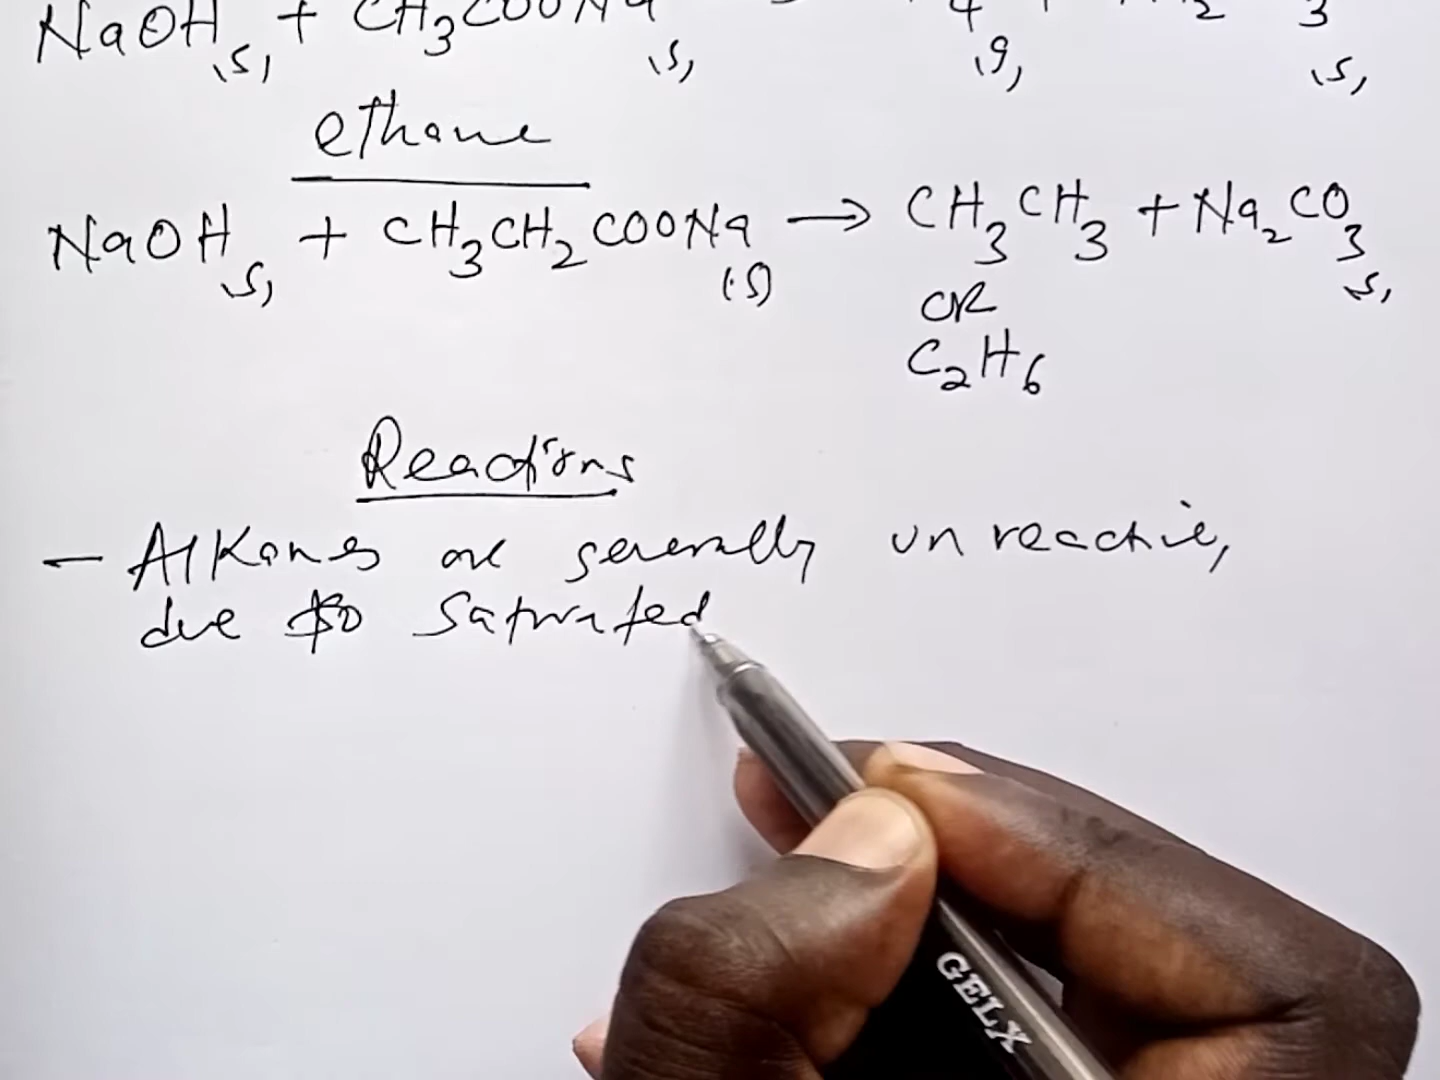 NaOH(s) + CH3COONa(s) 4(g) + 2 3(s)
ethane
NaOH(s) + CH3CH2COONa(s) → CH3CH3 + Na2CO3(s)
OR
C2H6
Reactions
- Alkanes are generally unreactive,
due to saturated
GELX